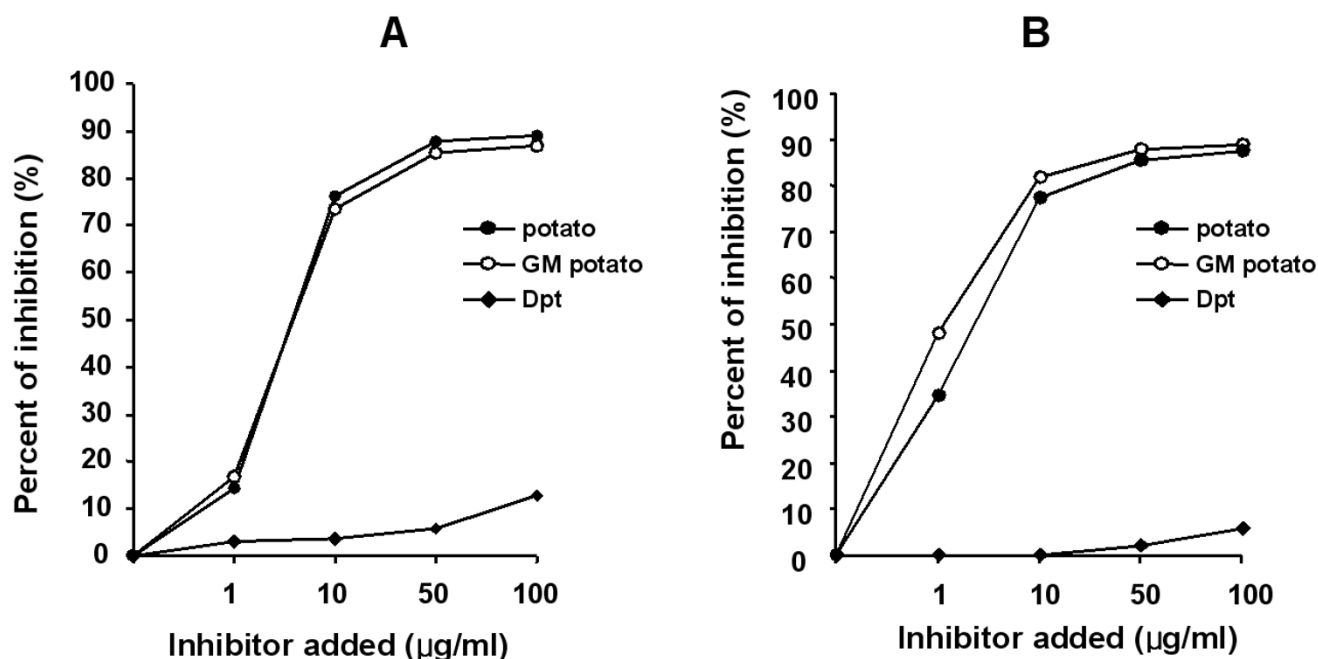 A
Percent of inhibition (%)
100
90
80
70
60
50
40
30
20
10
0
potato
GM potato
Dpt
1 10 50 100
Inhibitor added (µg/ml)
B
Percent of inhibition (%)
100
90
80
70
60
50
40
30
20
10
0
potato
GM potato
Dpt
1 10 50 100
Inhibitor added (µg/ml)